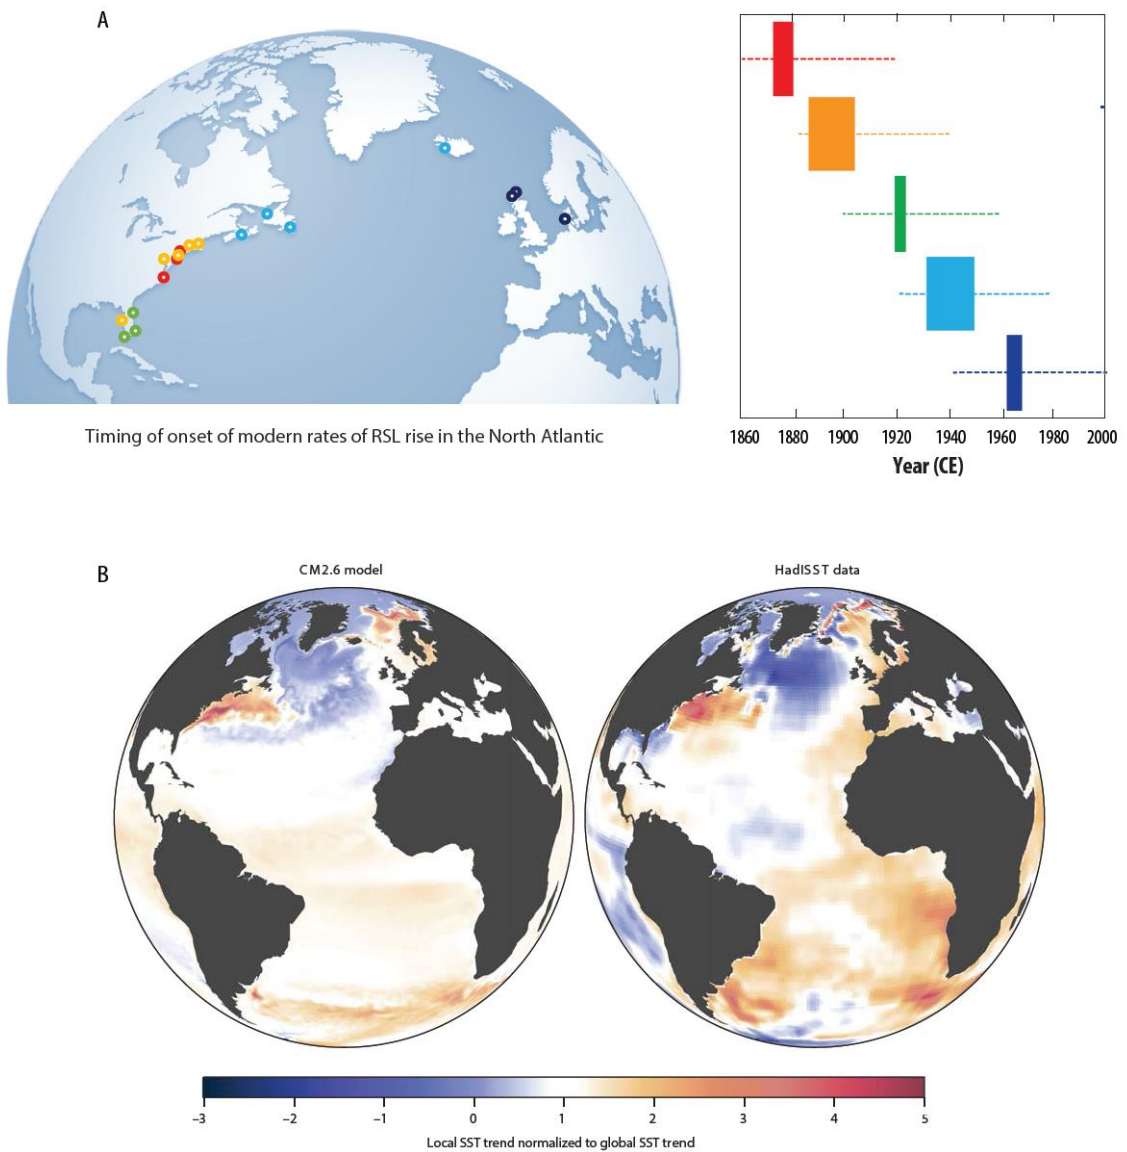 A
Timing of onset of modern rates of RSL rise in the North Atlantic
1860 1880 1900 1920 1940 1960 1980 2000
Year (CE)
B
CM2.6 model
HadISST data
–3 –2 –1 0 1 2 3 4 5
Local SST trend normalized to global SST trend